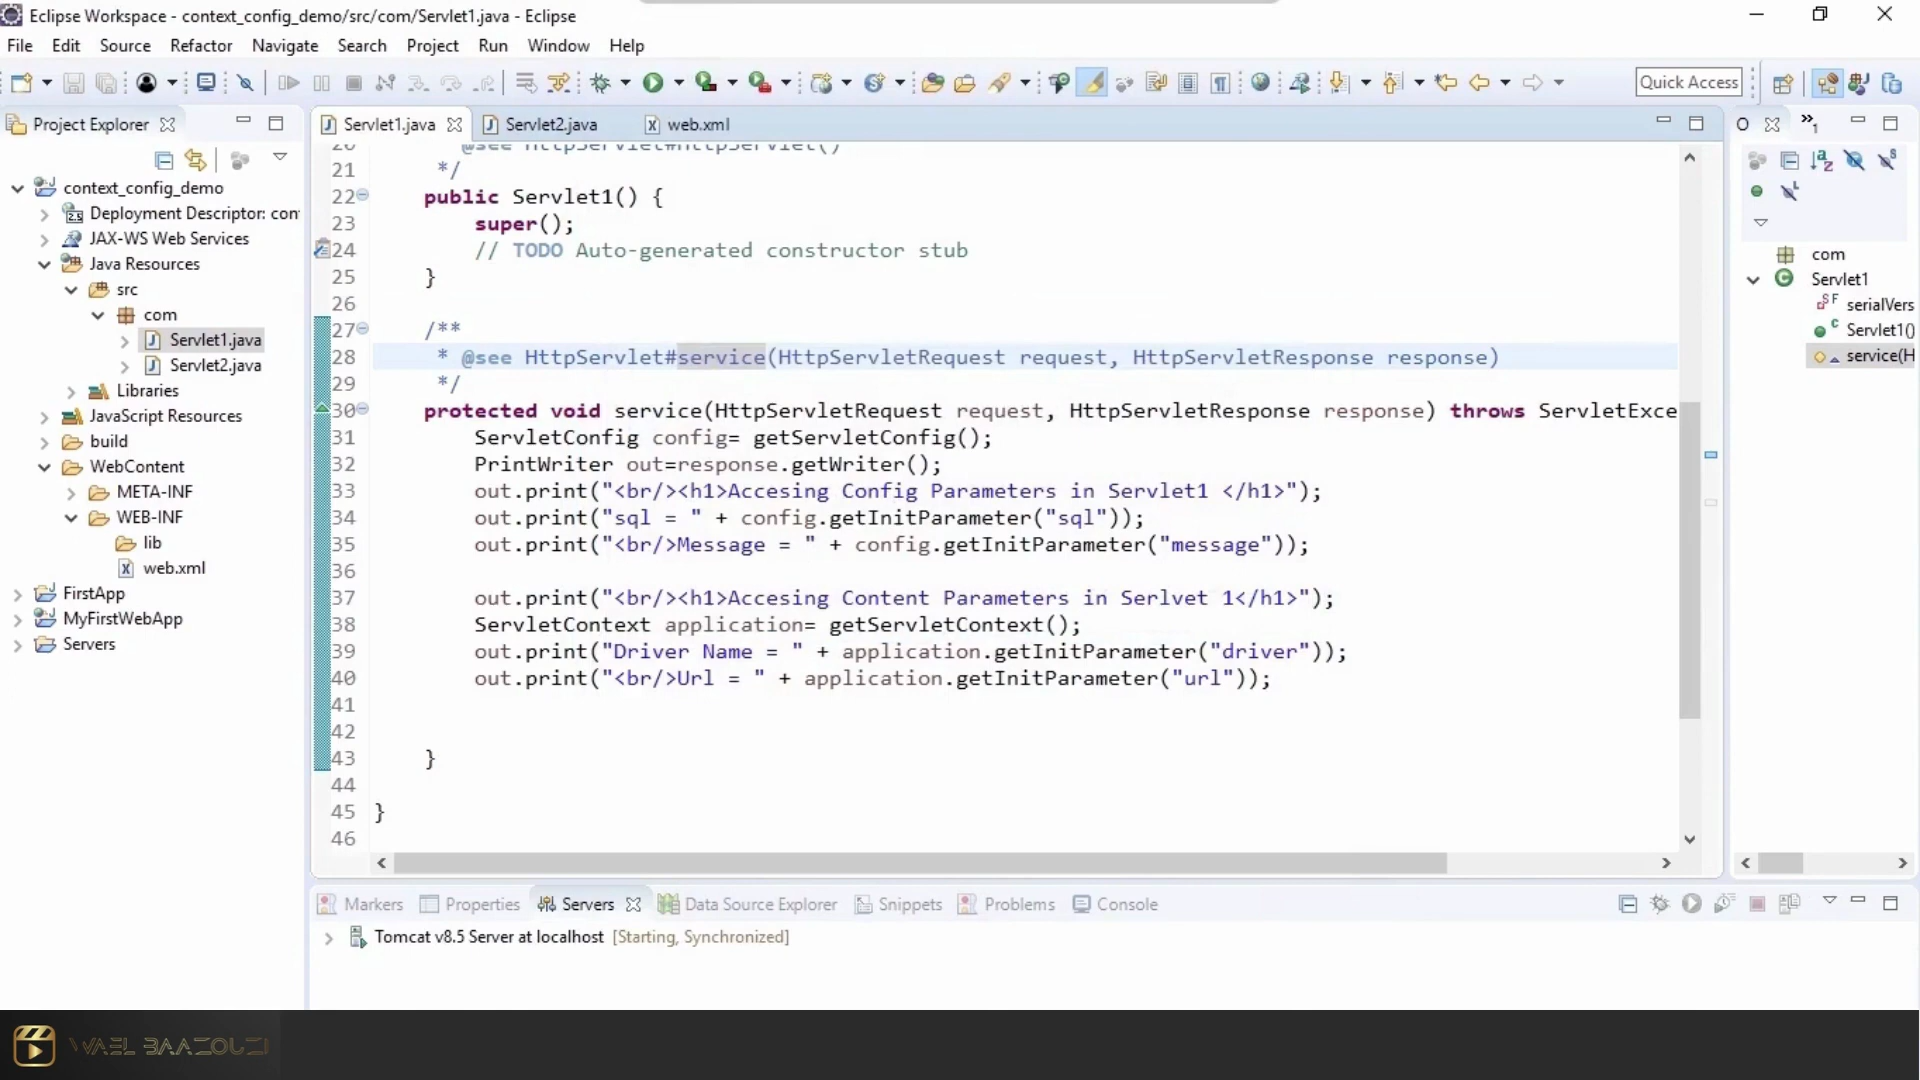 Eclipse Workspace - context_config_demo/src/com/Servlet1.java - Eclipse
File Edit Source Refactor Navigate Search Project Run Window Help
Quick Access
Project Explorer
Servlet1.java Servlet2.java web.xml
context_config_demo
Deployment Descriptor: con
JAX-WS Web Services
Java Resources
src
com
Servlet1.java
Servlet2.java
Libraries
JavaScript Resources
build
WebContent
META-INF
WEB-INF
lib
web.xml
FirstApp
MyFirstWebApp
Servers
20 @see HttpServlet#HttpServlet()
21 */
22 public Servlet1() {
23 super();
24 // TODO Auto-generated constructor stub
25 }
26
27 /**
28 * @see HttpServlet#service(HttpServletRequest request, HttpServletResponse response)
29 */
30 protected void service(HttpServletRequest request, HttpServletResponse response) throws ServletExce
31 ServletConfig config= getServletConfig();
32 PrintWriter out=response.getWriter();
33 out.print("<br/><h1>Accesing Config Parameters in Servlet1 </h1>");
34 out.print("sql = " + config.getInitParameter("sql"));
35 out.print("<br/>Message = " + config.getInitParameter("message"));
36
37 out.print("<br/><h1>Accesing Content Parameters in Serlvet 1</h1>");
38 ServletContext application= getServletContext();
39 out.print("Driver Name = " + application.getInitParameter("driver"));
40 out.print("<br/>Url = " + application.getInitParameter("url"));
41
42
43 }
44
45 }
46
com
Servlet1
serialVers
Servlet1()
service(H
Markers Properties Servers Data Source Explorer Snippets Problems Console
Tomcat v8.5 Server at localhost [Starting, Synchronized]
WAEL BAAZOUZI